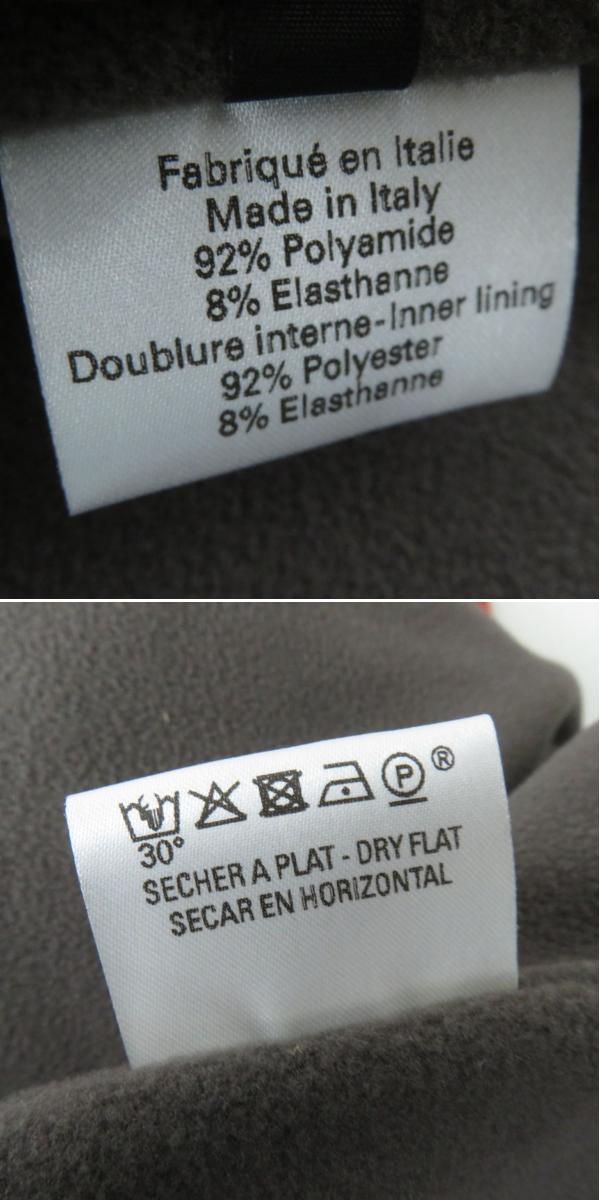 Fabriqué en Italie
Made in Italy
92% Polyamide
8% Elasthanne
Doublure interne-Inner lining
92% Polyester
8% Elasthanne
P ®
30°
SECHER A PLAT - DRY FLAT
SECAR EN HORIZONTAL